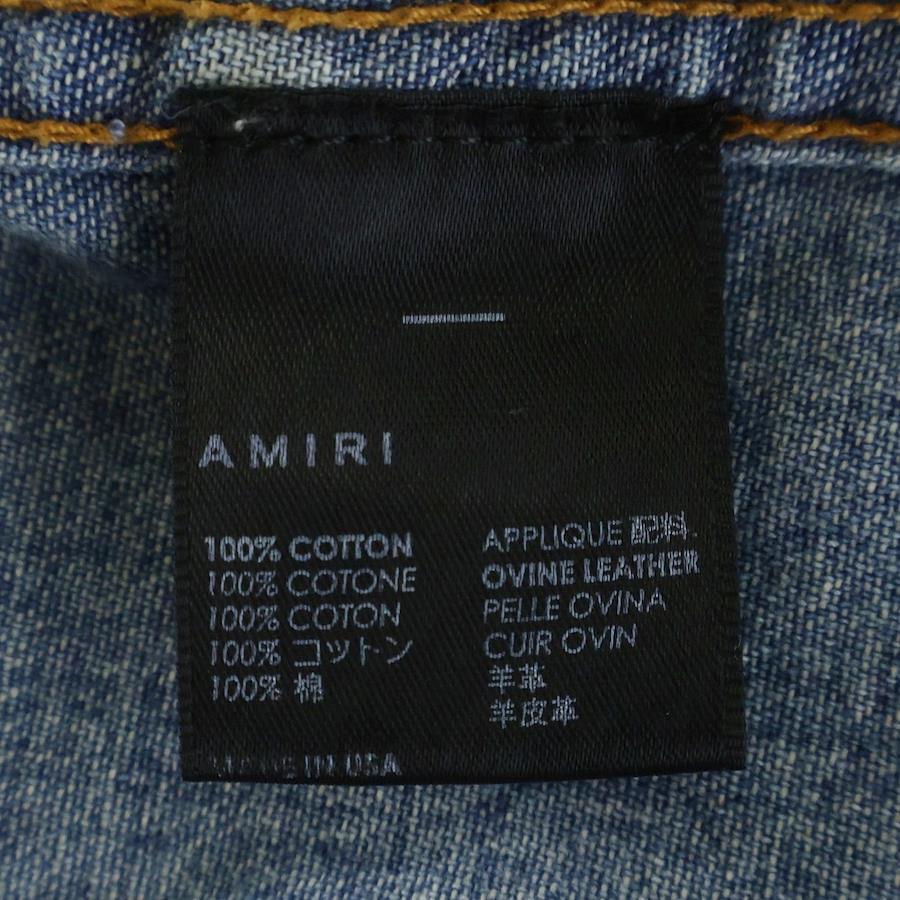 AMIRI
100% COTTON
100% COTONE
100% COTON
100% コットン
100% 棉
APPLIQUE 配料
OVINE LEATHER
PELLE OVINA
CUIR OVIN
羊革
羊皮革
MADE IN USA